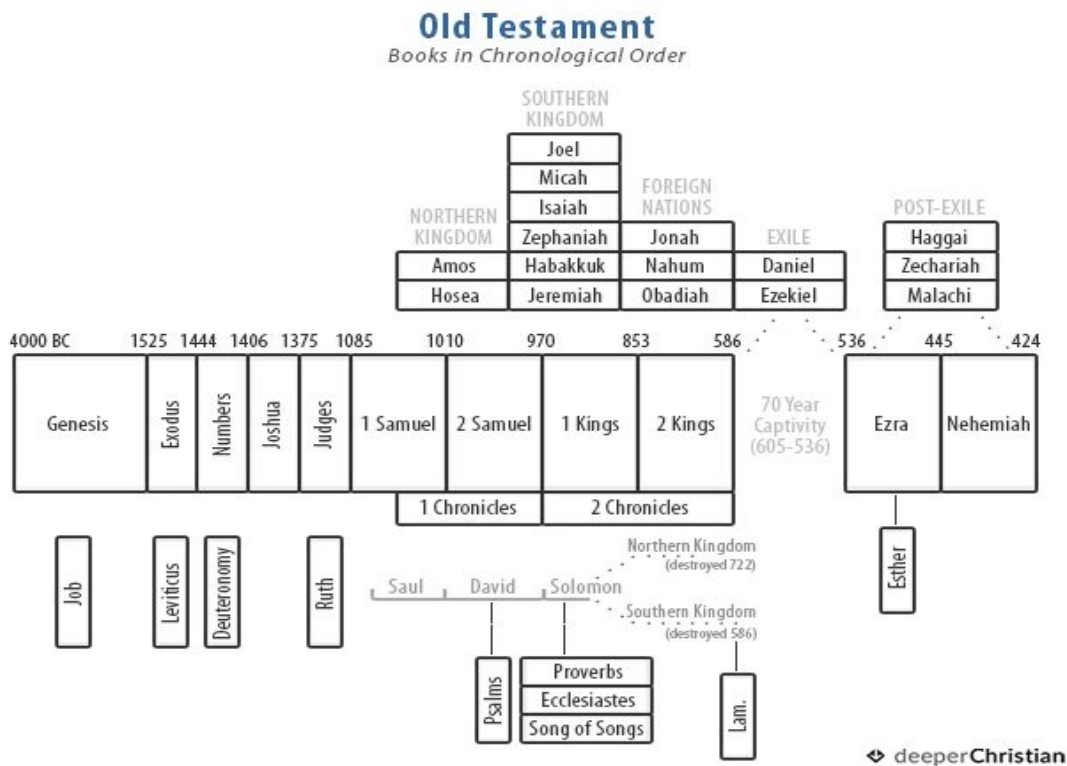 Old Testament
Books in Chronological Order
SOUTHERN
KINGDOM
Joel
Micah
Isaiah
Zephaniah
Habakkuk
Jeremiah
NORTHERN
KINGDOM
Amos
Hosea
FOREIGN
NATIONS
Jonah
Nahum
Obadiah
EXILE
Daniel
Ezekiel
POST-EXILE
Haggai
Zechariah
Malachi
4000 BC 1525 1444 1406 1375 1085 1010 970 853 586 536 445 424
Genesis
Exodus
Numbers
Joshua
Judges
1 Samuel
2 Samuel
1 Kings
2 Kings
70 Year
Captivity
(605-536)
Ezra
Nehemiah
1 Chronicles
2 Chronicles
Job
Leviticus
Deuteronomy
Ruth
Saul
David
Solomon
Northern Kingdom
(destroyed 722)
Southern Kingdom
(destroyed 586)
Esther
Psalms
Proverbs
Ecclesiastes
Song of Songs
Lam.
deeperChristian